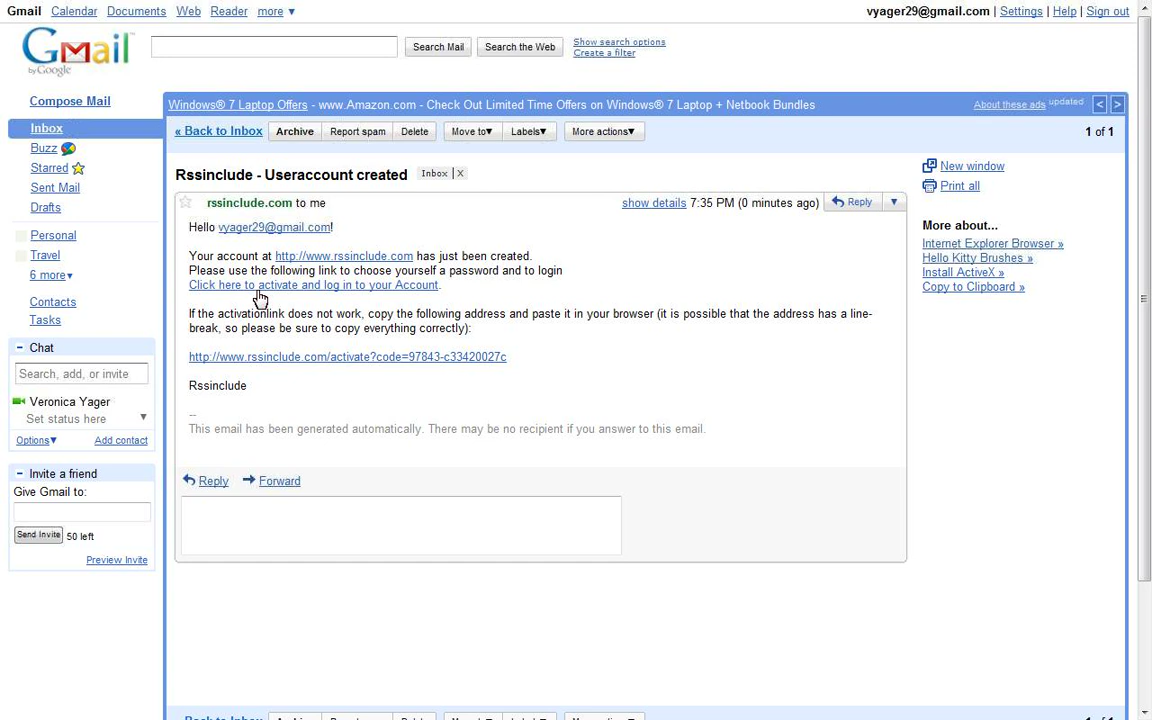 Gmail Calendar Documents Web Reader more ▼
vyager29@gmail.com | Settings | Help | Sign out
Gmail
by Google
Search Mail
Search the Web
Show search options
Create a filter
Compose Mail
Inbox
Buzz
Starred
Sent Mail
Drafts
Personal
Travel
6 more▼
Contacts
Tasks
Chat
Search, add, or invite
Veronica Yager
Set status here
Options▼ Add contact
Invite a friend
Give Gmail to:
Send Invite 50 left
Preview Invite
Windows® 7 Laptop Offers - www.Amazon.com - Check Out Limited Time Offers on Windows® 7 Laptop + Netbook Bundles
About these ads updated < >
« Back to Inbox Archive Report spam Delete Move to▼ Labels▼ More actions▼ 1 of 1
Rssinclude - Useraccount created Inbox | X
rssinclude.com to me show details 7:35 PM (0 minutes ago) Reply ▼
Hello vyager29@gmail.com!
Your account at http://www.rssinclude.com has just been created.
Please use the following link to choose yourself a password and to login
Click here to activate and log in to your Account.
If the activationlink does not work, copy the following address and paste it in your browser (it is possible that the address has a line-
break, so please be sure to copy everything correctly):
http://www.rssinclude.com/activate?code=97843-c33420027c
Rssinclude
--
This email has been generated automatically. There may be no recipient if you answer to this email.
Reply Forward
New window
Print all
More about...
Internet Explorer Browser »
Hello Kitty Brushes »
Install ActiveX »
Copy to Clipboard »
« Back to Inbox
1 of 1